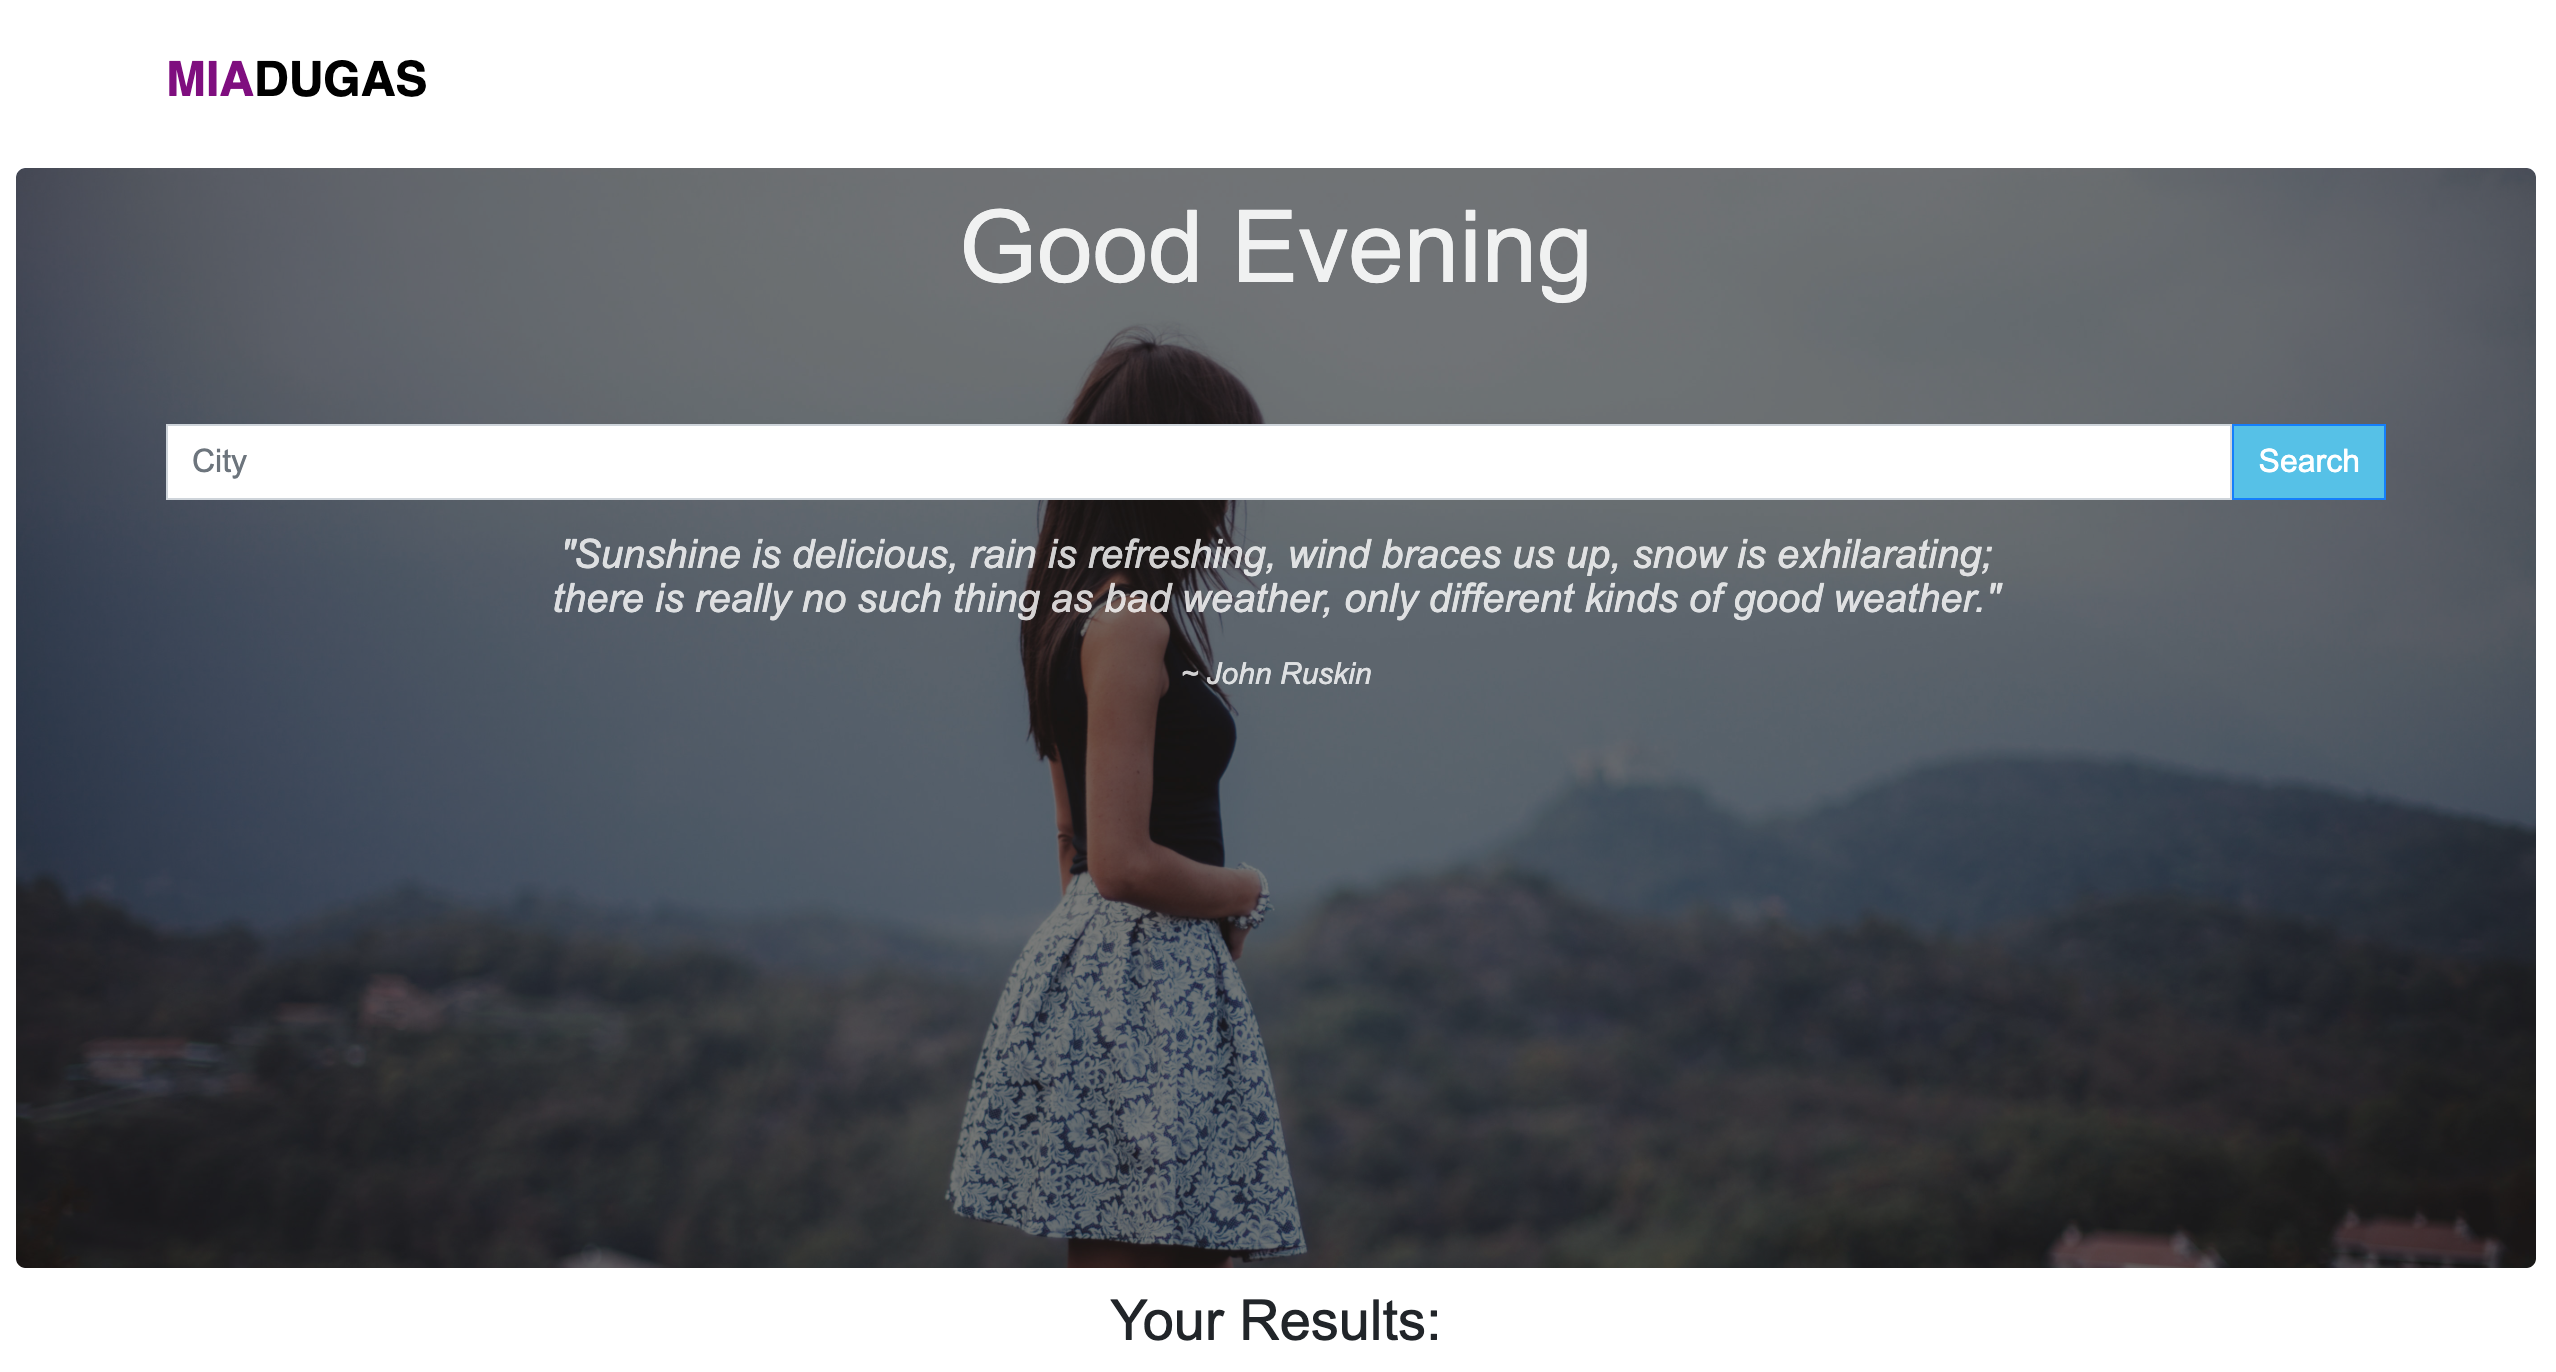 MIADUGAS
Good Evening
City
Search
"Sunshine is delicious, rain is refreshing, wind braces us up, snow is exhilarating;
there is really no such thing as bad weather, only different kinds of good weather."
~ John Ruskin
Your Results: